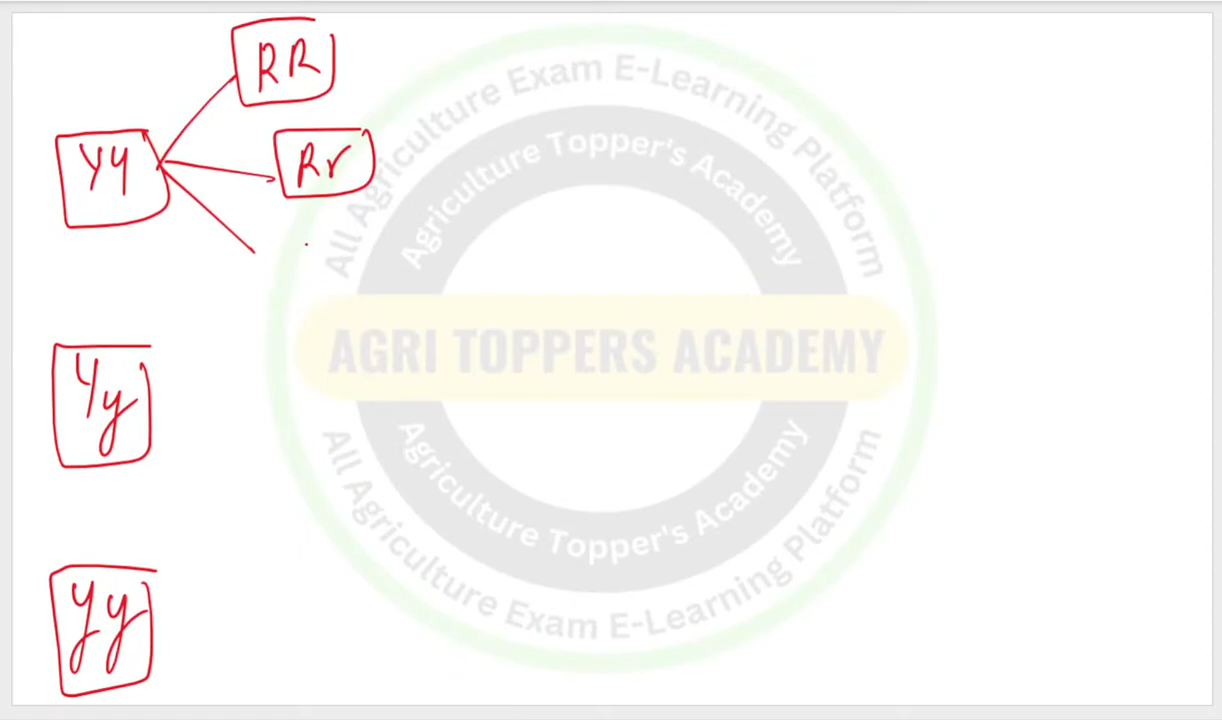 RR
YY
Rr
Yy
yy
All Agriculture Exam E-Learning Platform
Agriculture Topper's Academy
AGRI TOPPERS ACADEMY
Agriculture Topper's Academy
All Agriculture Exam E-Learning Platform